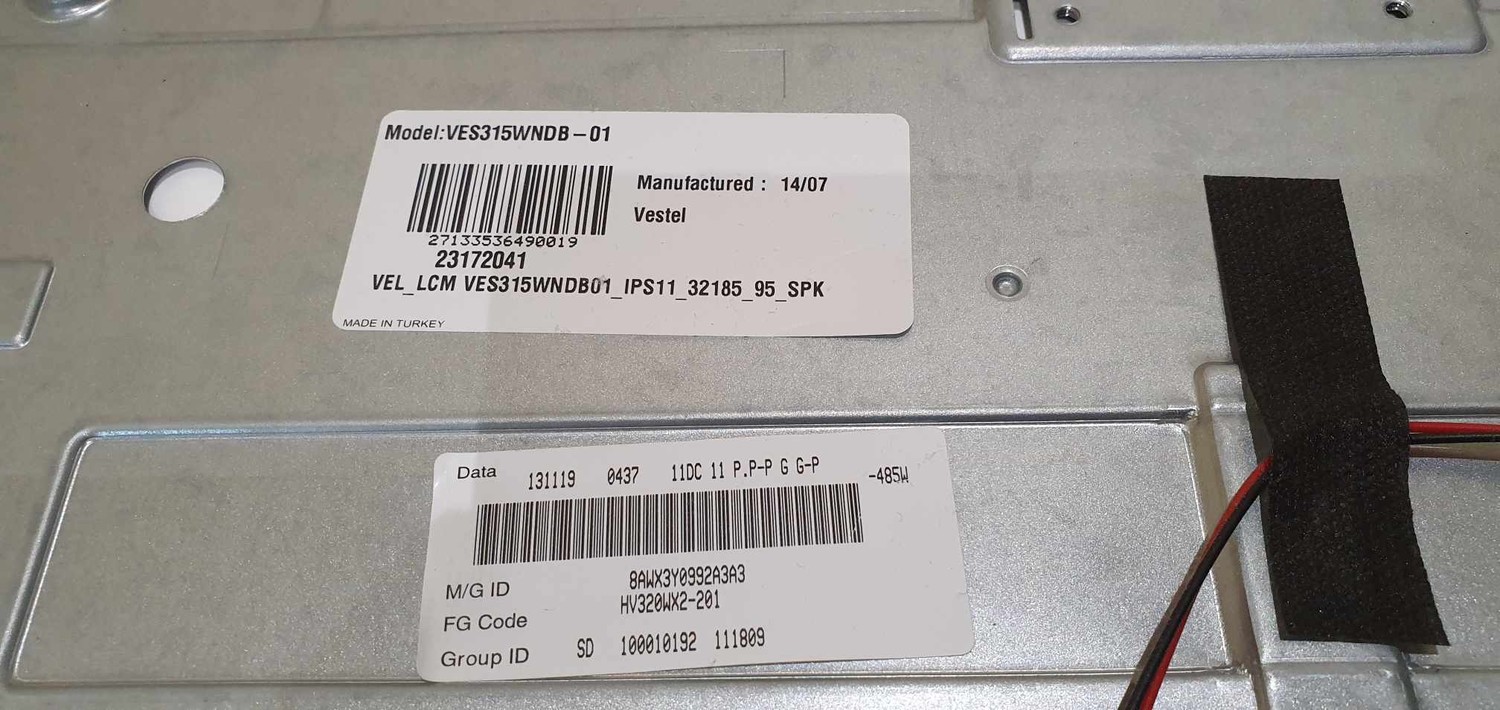 Model:VES315WNDB-01
Manufactured : 14/07
Vestel
27133536490019
23172041
VEL_LCM VES315WNDB01_IPS11_32185_95_SPK
MADE IN TURKEY
Data 131119 0437 11DC 11 P.P-P G G-P -485W
M/G ID 8AWX3Y0992A3A3
FG Code HV320WX2-201
Group ID SD 100010192 111809